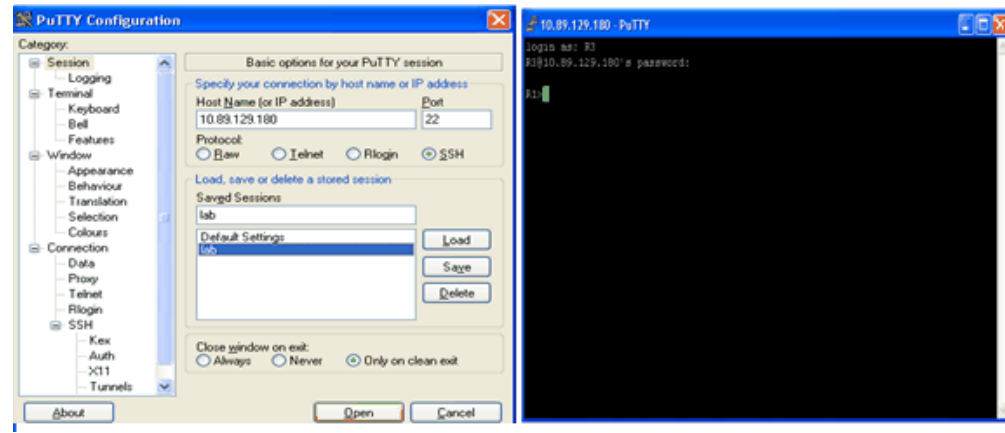 PuTTY Configuration
Category:
Session
Logging
Terminal
Keyboard
Bell
Features
Window
Appearance
Behaviour
Translation
Selection
Colours
Connection
Data
Proxy
Telnet
Rlogin
SSH
Kex
Auth
X11
Tunnels
Basic options for your PuTTY session
Specify your connection by host name or IP address
Host Name (or IP address) Port
10.89.129.180 22
Protocol:
Raw Telnet Rlogin SSH
Load, save or delete a stored session
Saved Sessions
lab
Default Settings
lab
Load
Save
Delete
Close window on exit:
Always Never Only on clean exit
About Open Cancel
10.89.129.180 - PuTTY
login as: R3
R3@10.89.129.180's password:
R1>